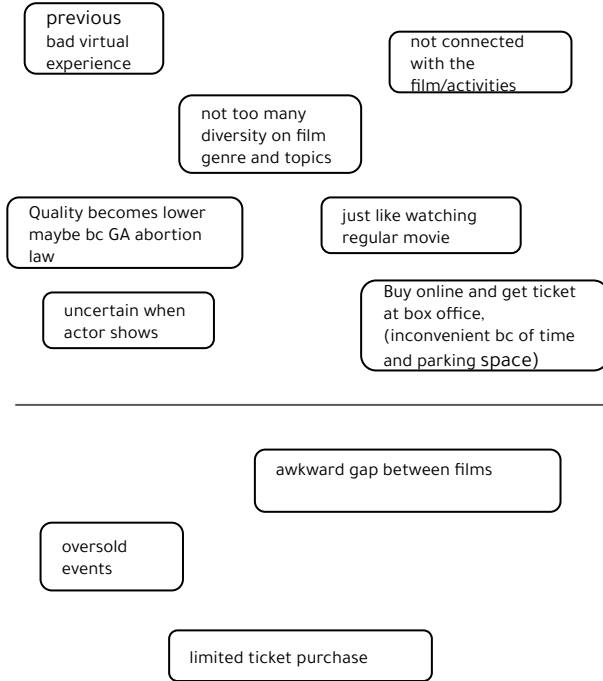 previous
bad virtual
experience
not connected
with the
film/activities
not too many
diversity on film
genre and topics
Quality becomes lower
maybe bc GA abortion
law
just like watching
regular movie
uncertain when
actor shows
Buy online and get ticket
at box office,
(inconvenient bc of time
and parking space)
awkward gap between films
oversold
events
limited ticket purchase